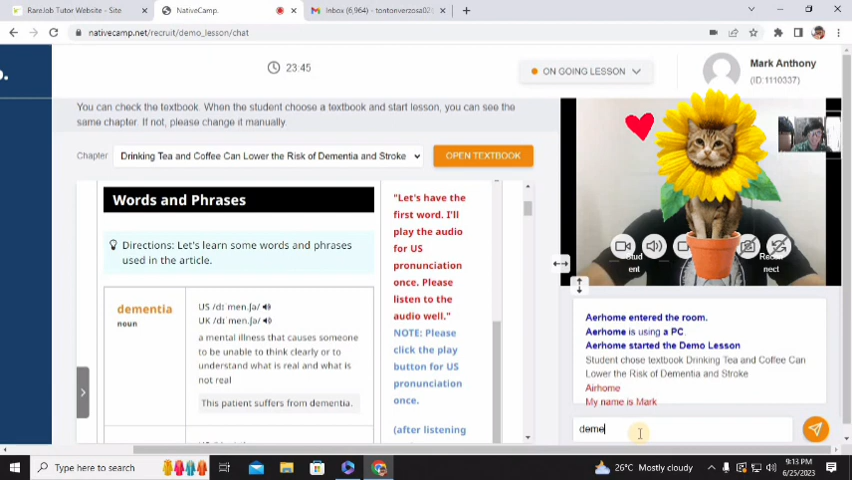 RareJob Tutor Website - Site
NativeCamp.
Inbox (6,964) - tontonverzosa02
nativecamp.net/recruit/demo_lesson/chat
23:45
ON GOING LESSON
Mark Anthony
(ID:1110337)
You can check the textbook. When the student choose a textbook and start lesson, you can see the
same chapter. If not, please change it manually.
Chapter
Drinking Tea and Coffee Can Lower the Risk of Dementia and Stroke
OPEN TEXTBOOK
Words and Phrases
Directions: Let's learn some words and phrases
used in the article.
dementia
noun
US /dɪˈmen.ʃə/
UK /dɪˈmen.ʃə/
a mental illness that causes someone
to be unable to think clearly or to
understand what is real and what is
not real
This patient suffers from dementia.
"Let's have the
first word. I'll
play the audio
for US
pronunciation
once. Please
listen to the
audio well."
NOTE: Please
click the play
button for US
pronunciation
once.
(after listening
Aerhome entered the room.
Aerhome is using a PC
Aerhome started the Demo Lesson
Student chose textbook Drinking Tea and Coffee Can
Lower the Risk of Dementia and Stroke
Airhome
My name is Mark
deme
Type here to search
26°C Mostly cloudy
9:13 PM
6/25/2023